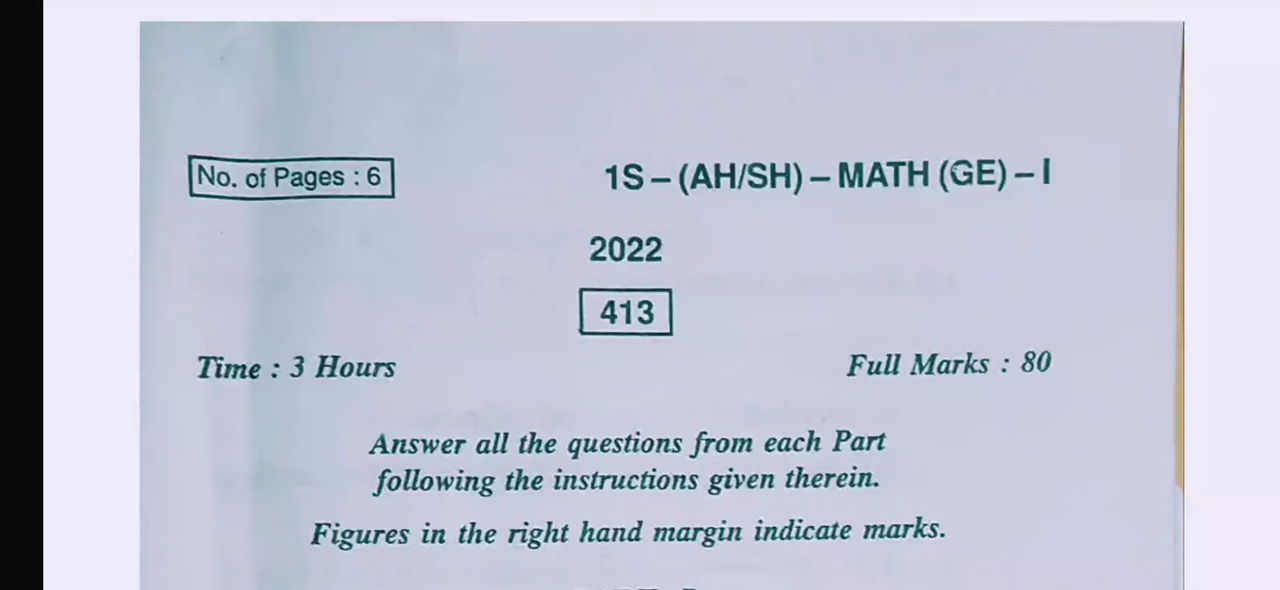 No. of Pages : 6
1S – (AH/SH) – MATH (GE) – I
2022
413
Time : 3 Hours
Full Marks : 80
Answer all the questions from each Part
following the instructions given therein.
Figures in the right hand margin indicate marks.